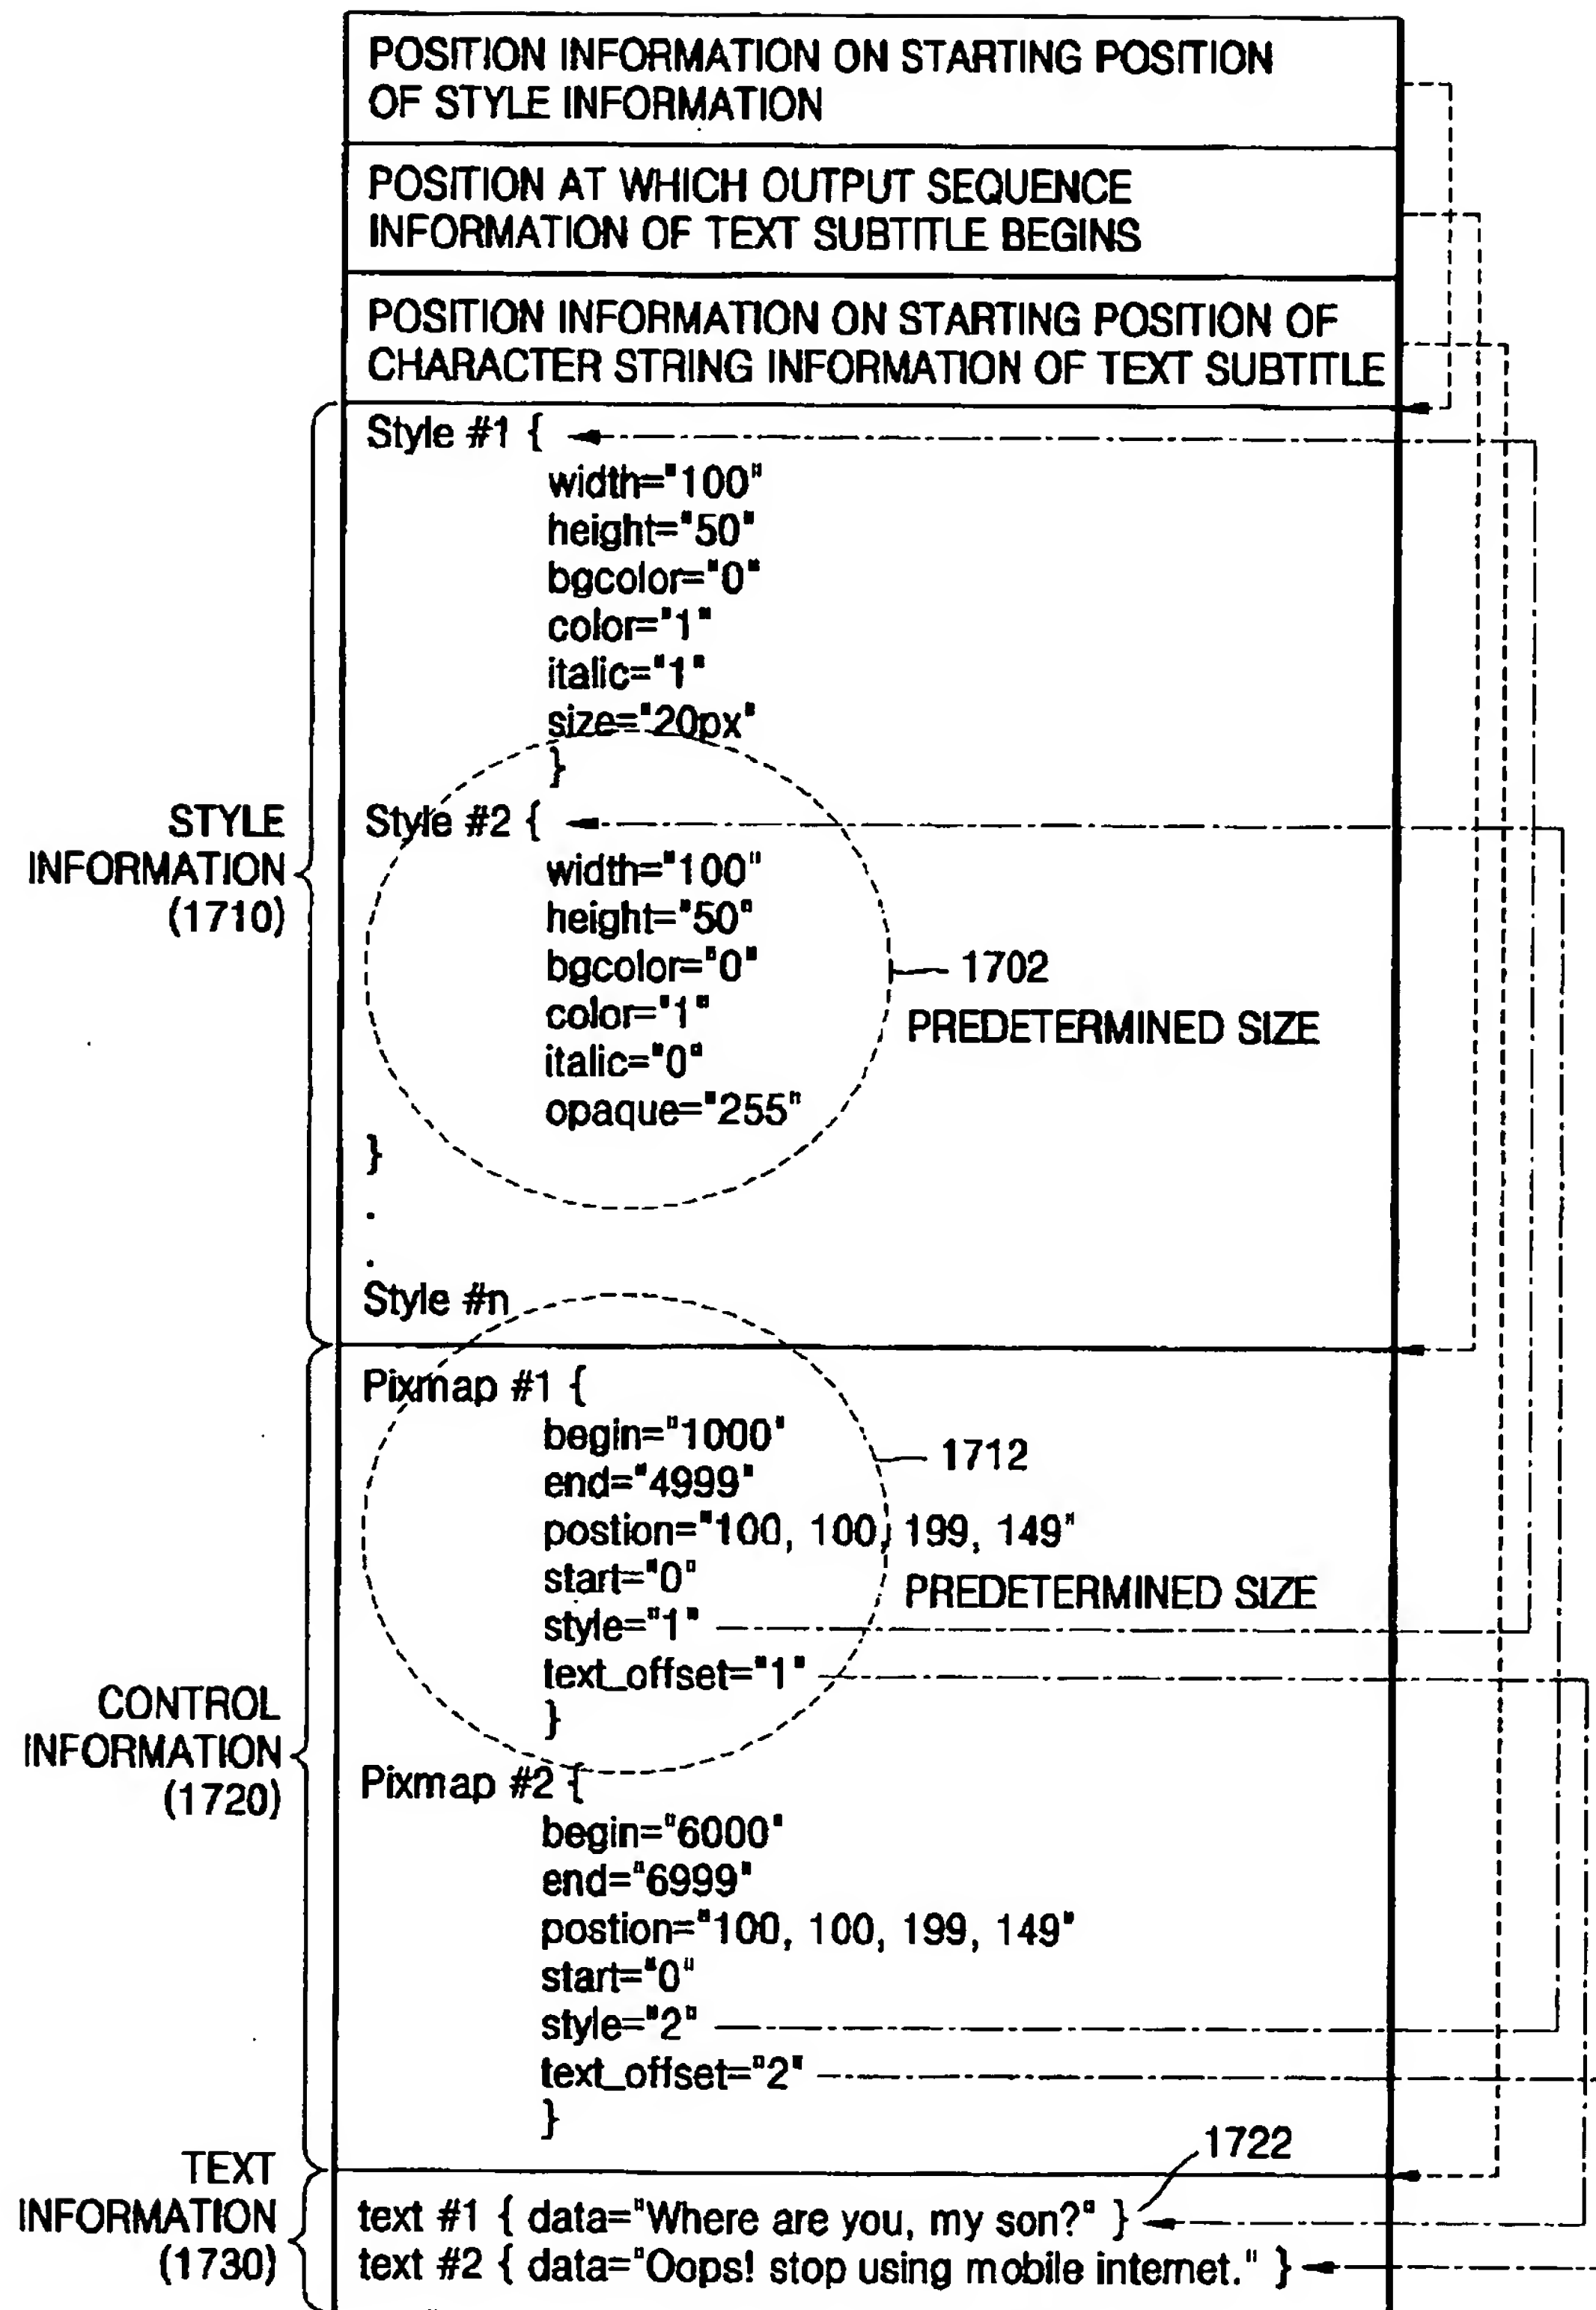 POSITION INFORMATION ON STARTING POSITION
OF STYLE INFORMATION
POSITION AT WHICH OUTPUT SEQUENCE
INFORMATION OF TEXT SUBTITLE BEGINS
POSITION INFORMATION ON STARTING POSITION OF
CHARACTER STRING INFORMATION OF TEXT SUBTITLE
STYLE
INFORMATION
(1710)
Style #1 {
width="100"
height="50"
bgcolor="0"
color="1"
italic="1"
size="20px"
}
Style #2 {
width="100"
height="50"
bgcolor="0"
color="1"
italic="0"
opaque="255"
}
.
.
Style #n
1702
PREDETERMINED SIZE
CONTROL
INFORMATION
(1720)
Pixmap #1 {
begin="1000"
end="4999"
postion="100, 100, 199, 149"
start="0"
style="1"
text_offset="1"
}
1712
PREDETERMINED SIZE
Pixmap #2 {
begin="6000"
end="6999"
postion="100, 100, 199, 149"
start="0"
style="2"
text_offset="2"
}
TEXT
INFORMATION
(1730)
1722
text #1 { data="Where are you, my son?" }
text #2 { data="Oops! stop using mobile internet." }